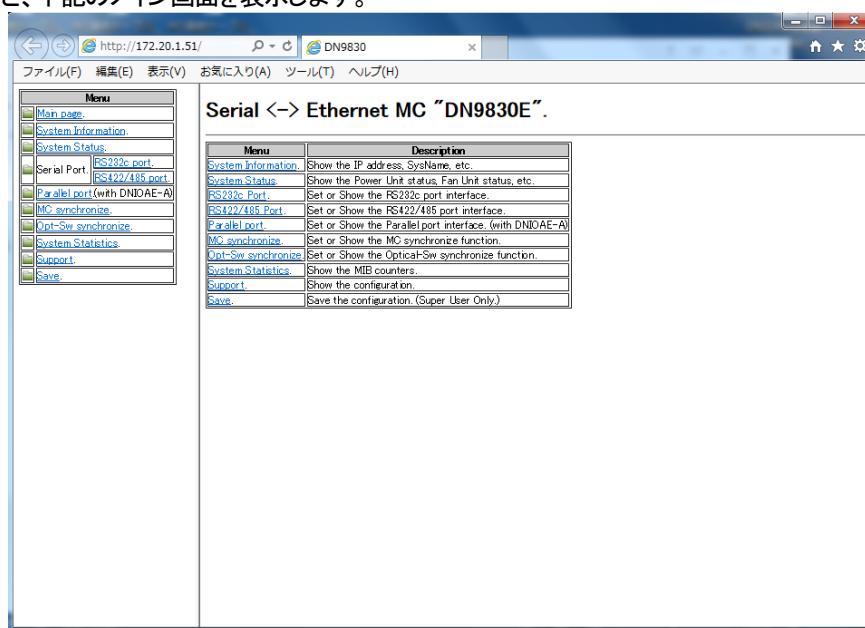 と、下記のメイン画面を表示します。
http://172.20.1.51/
DN9830
ファイル(F) 編集(E) 表示(V) お気に入り(A) ツール(T) ヘルプ(H)
Menu
Main page.
System Information.
System Status.
Serial Port. RS232c port.
RS422/485 port.
Parallel port.(with DNIOAE-A)
MC synchronize.
Opt-Sw synchronize.
System Statistics.
Support.
Save.
Serial <-> Ethernet MC "DN9830E".
Menu Description
System Information. Show the IP address, SysName, etc.
System Status. Show the Power Unit status, Fan Unit status, etc.
RS232c Port. Set or Show the RS232c port interface.
RS422/485 Port. Set or Show the RS422/485 port interface.
Parallel port. Set or Show the Parallel port interface. (with DNIOAE-A)
MC synchronize. Set or Show the MC synchronize function.
Opt-Sw synchronize. Set or Show the Optical-Sw synchronize function.
System Statistics. Show the MIB counters.
Support. Show the configuration.
Save. Save the configuration. (Super User Only.)